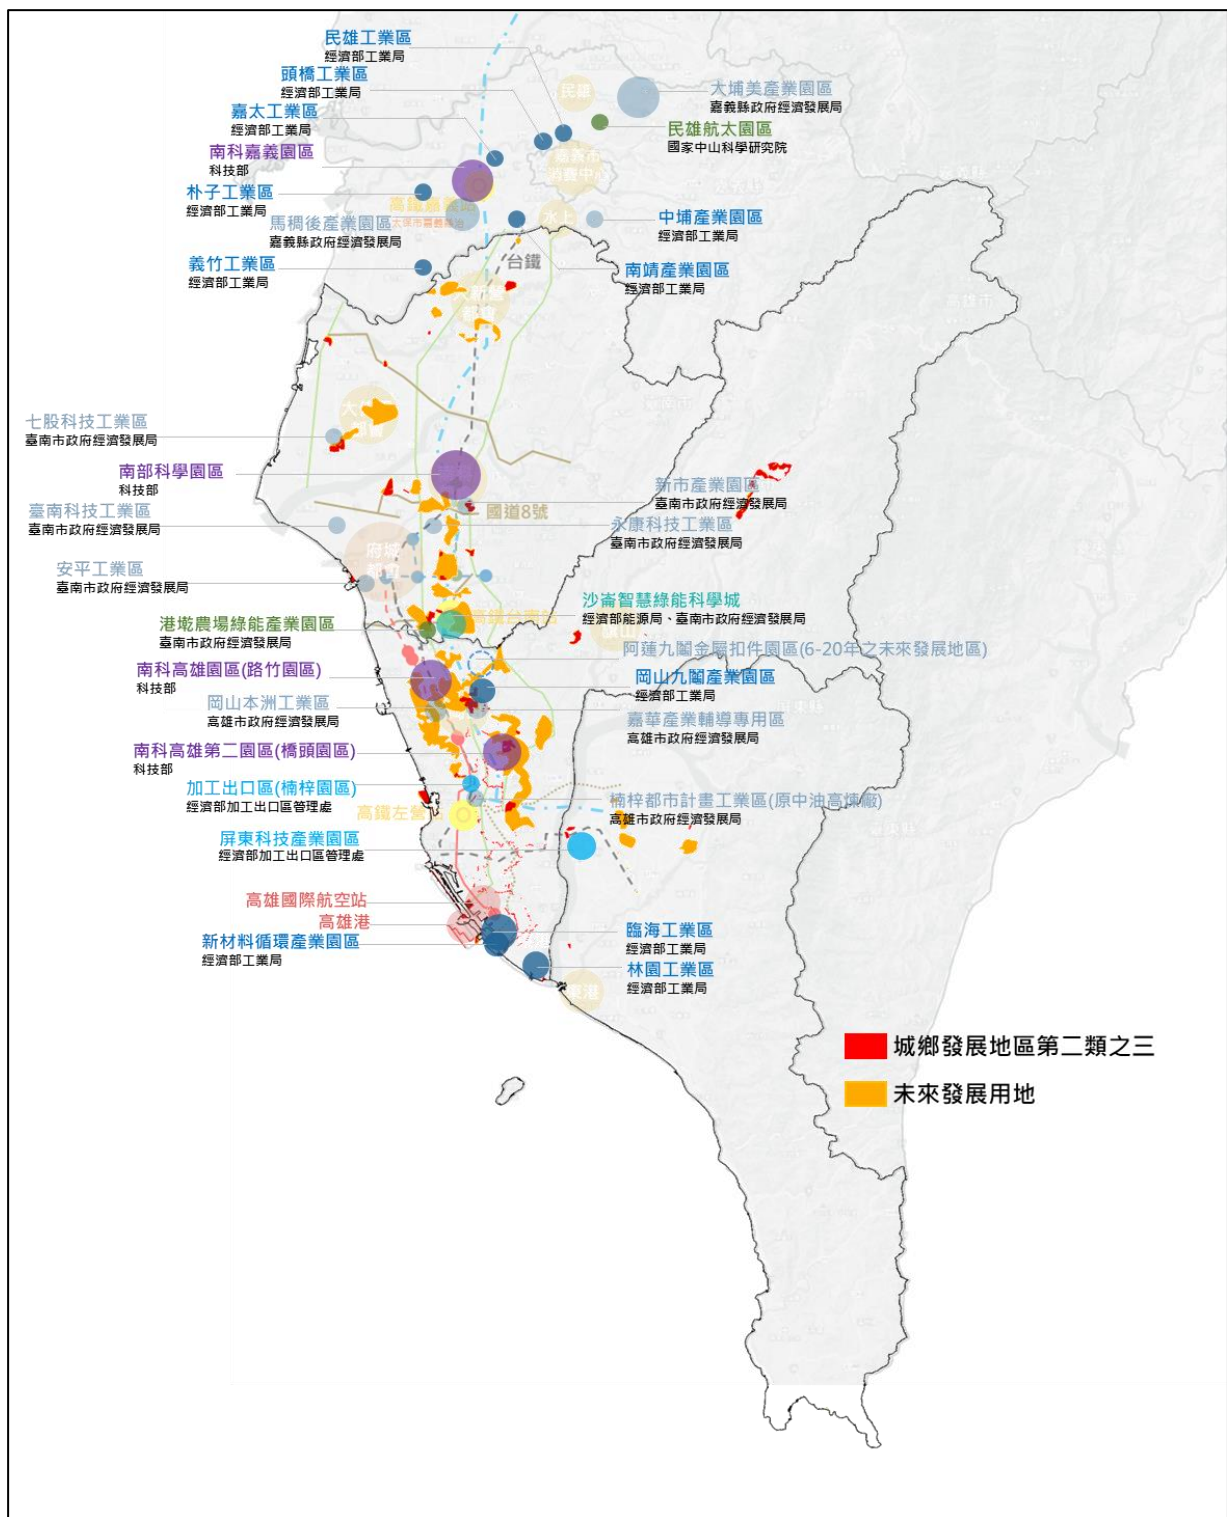 民雄工業區
經濟部工業局
頭橋工業區
經濟部工業局
嘉太工業區
經濟部工業局
南科嘉義園區
科技部
朴子工業區
經濟部工業局
馬稠後產業園區
嘉義縣政府經濟發展局
義竹工業區
經濟部工業局
民雄
大埔美產業園區
嘉義縣政府經濟發展局
民雄航太園區
國家中山科學研究院
嘉義市
消費中心
水上
中埔產業園區
經濟部工業局
南靖產業園區
經濟部工業局
台鐵
高雄市
七股科技工業區
臺南市政府經濟發展局
南部科學園區
科技部
臺南科技工業區
臺南市政府經濟發展局
安平工業區
臺南市政府經濟發展局
新市產業園區
臺南市政府經濟發展局
國道8號
永康科技工業區
臺南市政府經濟發展局
府城
沙崙智慧綠能科學城
經濟部能源局、臺南市政府經濟發展局
高鐵台南站
港墘農場綠能產業園區
臺南市政府經濟發展局
阿蓮九鬮金屬扣件園區(6-20年之未來發展地區)
南科高雄園區(路竹園區)
科技部
岡山九鬮產業園區
經濟部工業局
岡山本洲工業區
高雄市政府經濟發展局
嘉華產業輔導專用區
高雄市政府經濟發展局
南科高雄第二園區(橋頭園區)
科技部
加工出口區(楠梓園區)
經濟部加工出口區管理處
楠梓都市計畫工業區(原中油高煉廠)
高雄市政府經濟發展局
高鐵左營
屏東科技產業園區
經濟部加工出口區管理處
高雄國際航空站
高雄港
新材料循環產業園區
經濟部工業局
臨海工業區
經濟部工業局
林園工業區
經濟部工業局
東港
城鄉發展地區第二類之三
未來發展用地